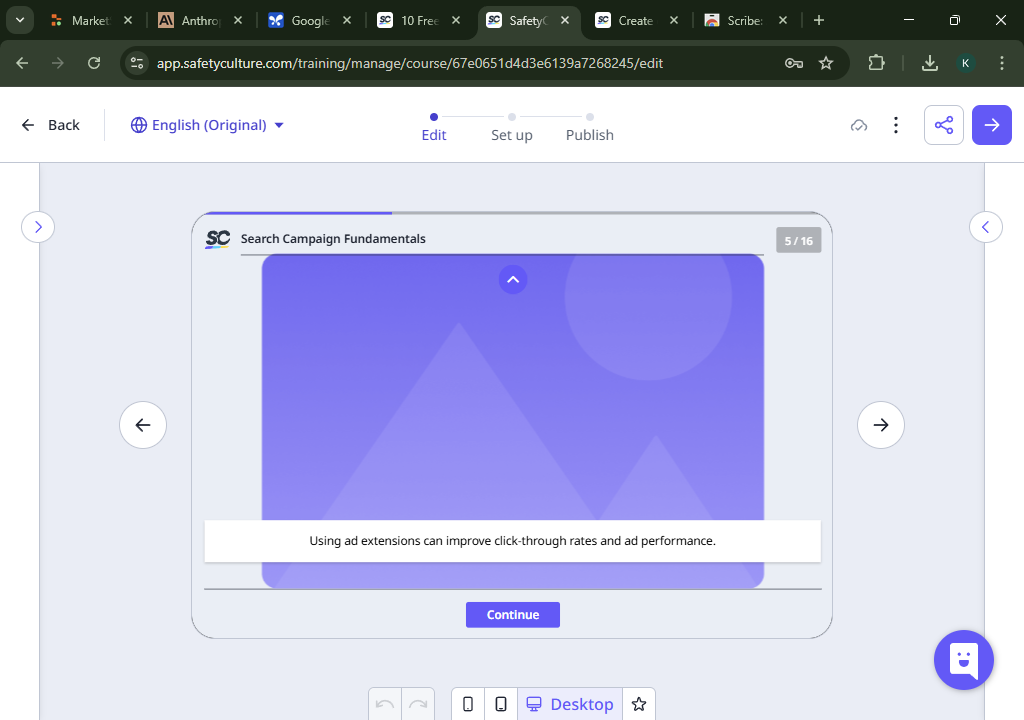 Market
Anthro
Google
10 Free
SafetyC
Create
Scribe:
app.safetyculture.com/training/manage/course/67e0651d4d3e6139a7268245/edit
K
Back
English (Original)
Edit
Set up
Publish
SC
Search Campaign Fundamentals
5 / 16
Using ad extensions can improve click-through rates and ad performance.
Continue
Desktop